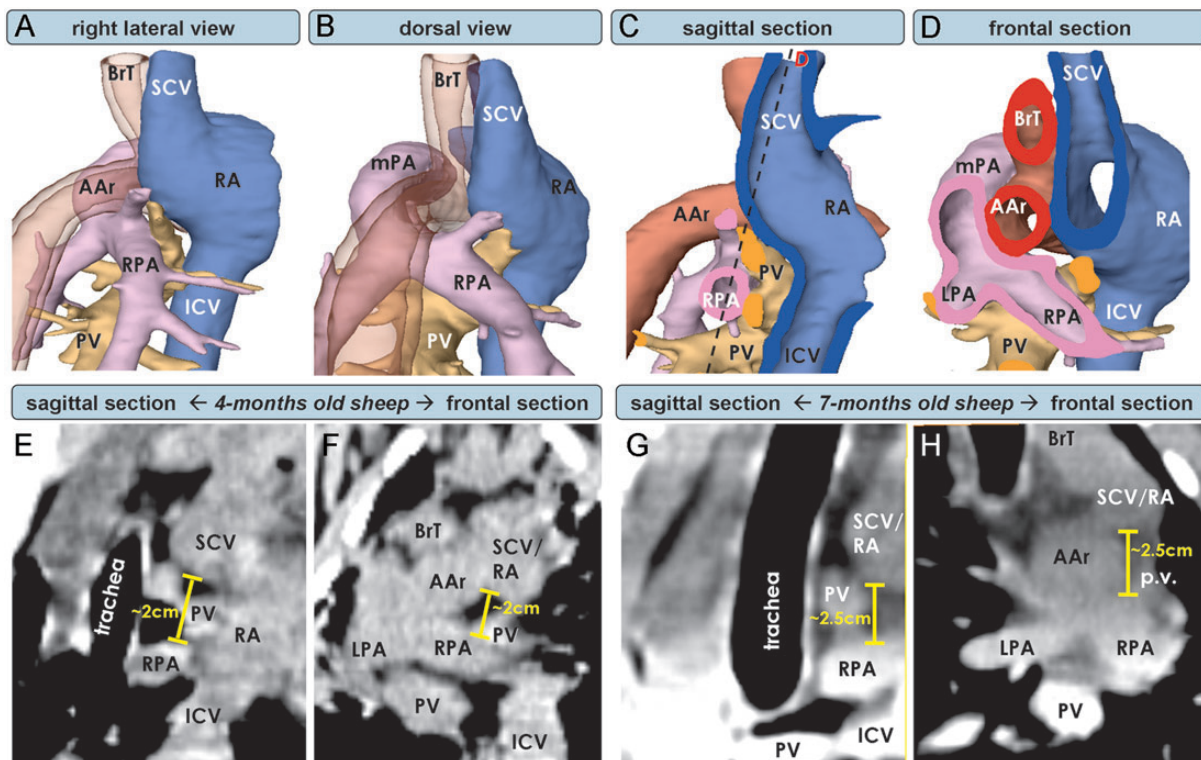 A right lateral view
BrT
SCV
AAr
RA
RPA
ICV
PV
B dorsal view
BrT
SCV
mPA
RA
RPA
PV
C sagittal section
D
SCV
AAr
RA
PV
RPA
PV
ICV
D frontal section
SCV
BrT
mPA
AAr
RA
LPA
RPA
ICV
sagittal section ← 4-months old sheep → frontal section
E
SCV
trachea
~2cm
PV
RA
RPA
ICV
F
BrT
SCV/
RA
AAr
~2cm
PV
LPA
RPA
PV
ICV
sagittal section ← 7-months old sheep → frontal section
G
SCV/
RA
PV
~2.5cm
trachea
RPA
ICV
PV
H
BrT
SCV/RA
AAr
~2.5cm
p.v.
LPA
RPA
PV